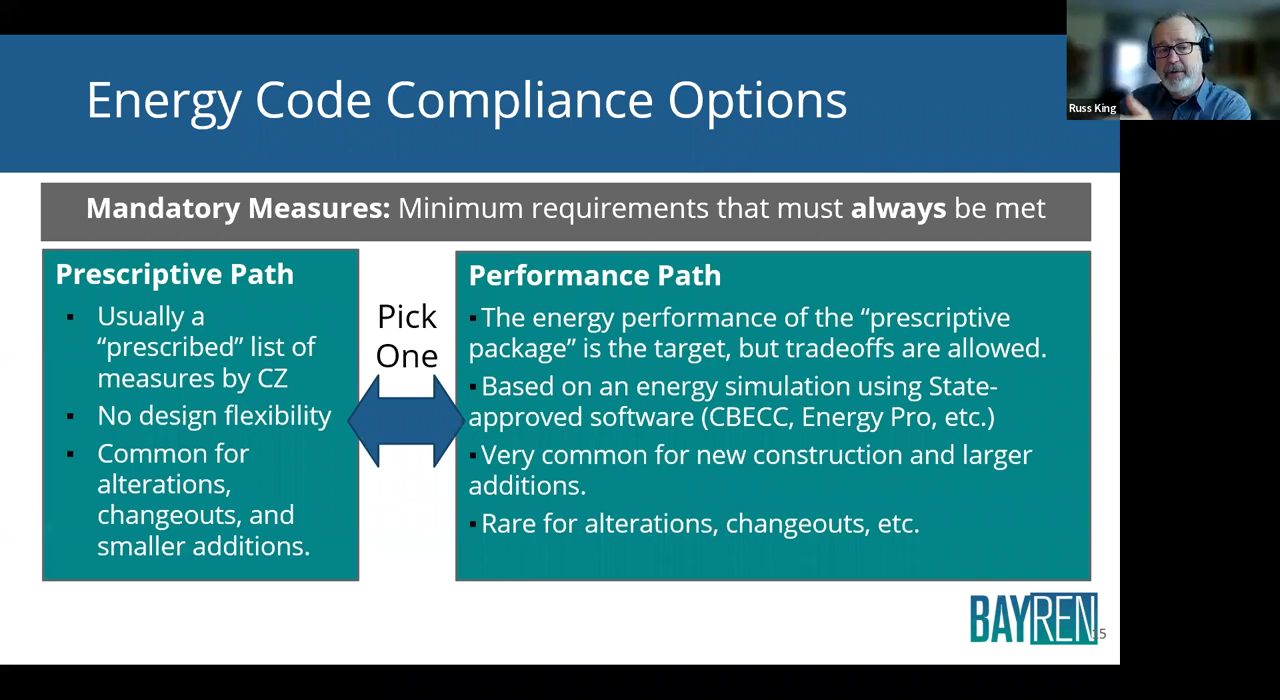 Energy Code Compliance Options
Russ King
Mandatory Measures: Minimum requirements that must always be met
Prescriptive Path
▪ Usually a
“prescribed” list of
measures by CZ
▪ No design flexibility
▪ Common for
alterations,
changeouts, and
smaller additions.
Pick
One
Performance Path
▪The energy performance of the “prescriptive
package” is the target, but tradeoffs are allowed.
▪Based on an energy simulation using State-
approved software (CBECC, Energy Pro, etc.)
▪Very common for new construction and larger
additions.
▪Rare for alterations, changeouts, etc.
BAYREN
15